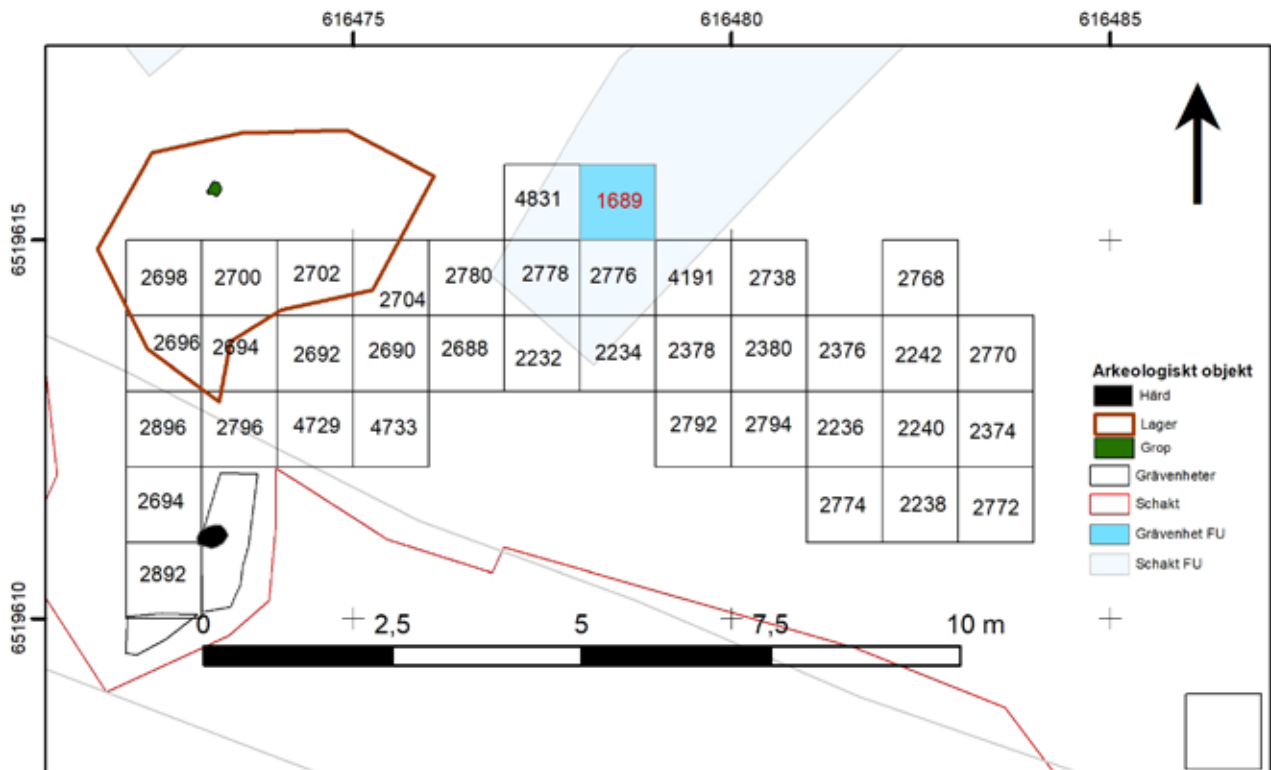 616475 616480 616485
4831 1689
6519615
2698 2700 2702 2704 2780 2778 2776 4191 2738 2768
2696 2694 2692 2690 2688 2232 2234 2378 2380 2376 2242 2770
2896 2796 4729 4733 2792 2794 2236 2240 2374
2694 2774 2238 2772
2892
6519610
0 2,5 5 7,5 10 m
Arkeologiskt objekt
Härd
Lager
Grop
Grävenheter
Schakt
Grävenhet FU
Schakt FU